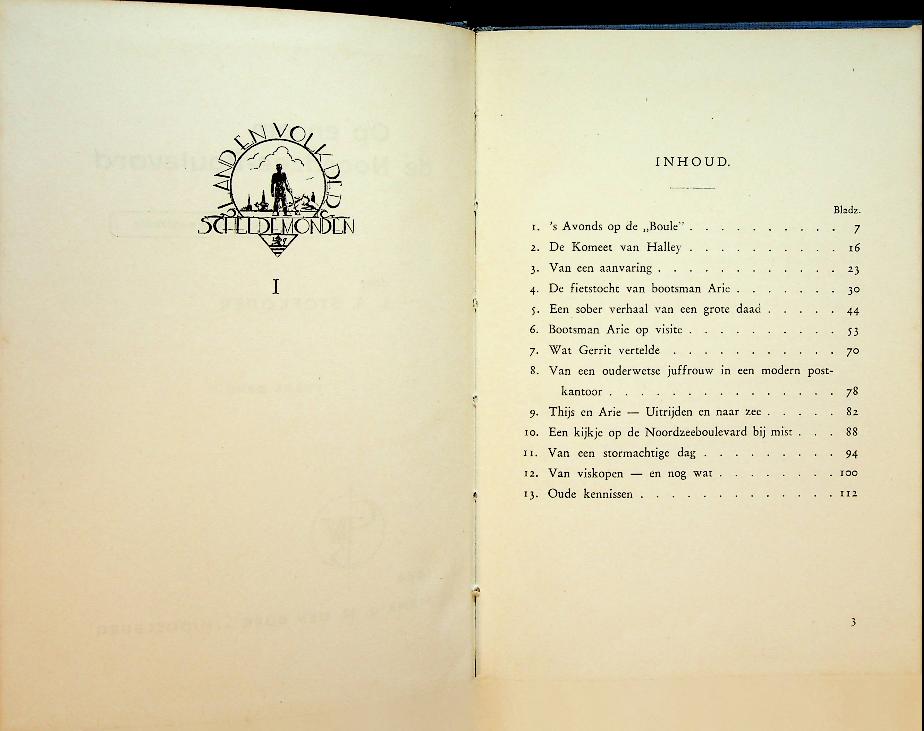 LAND EN VOLK DER
SCHELDEMONDEN
I
INHOUD.
Bladz.
1. 's Avonds op de „Boule” . . . . . . . . . . 7
2. De Komeet van Halley . . . . . . . . . . 16
3. Van een aanvaring . . . . . . . . . . . . 23
4. De fietstocht van bootsman Arie . . . . . . . 30
5. Een sober verhaal van een grote daad . . . . . 44
6. Bootsman Arie op visite . . . . . . . . . . 53
7. Wat Gerrit vertelde . . . . . . . . . . . 70
8. Van een ouderwetse juffrouw in een modern post-
kantoor . . . . . . . . . . . . . . . 78
9. Thijs en Arie — Uitrijden en naar zee . . . . . 82
10. Een kijkje op de Noordzeeboulevard bij mist . . . 88
11. Van een stormachtige dag . . . . . . . . . 94
12. Van viskopen — en nog wat . . . . . . . . 100
13. Oude kennissen . . . . . . . . . . . . . 112
3